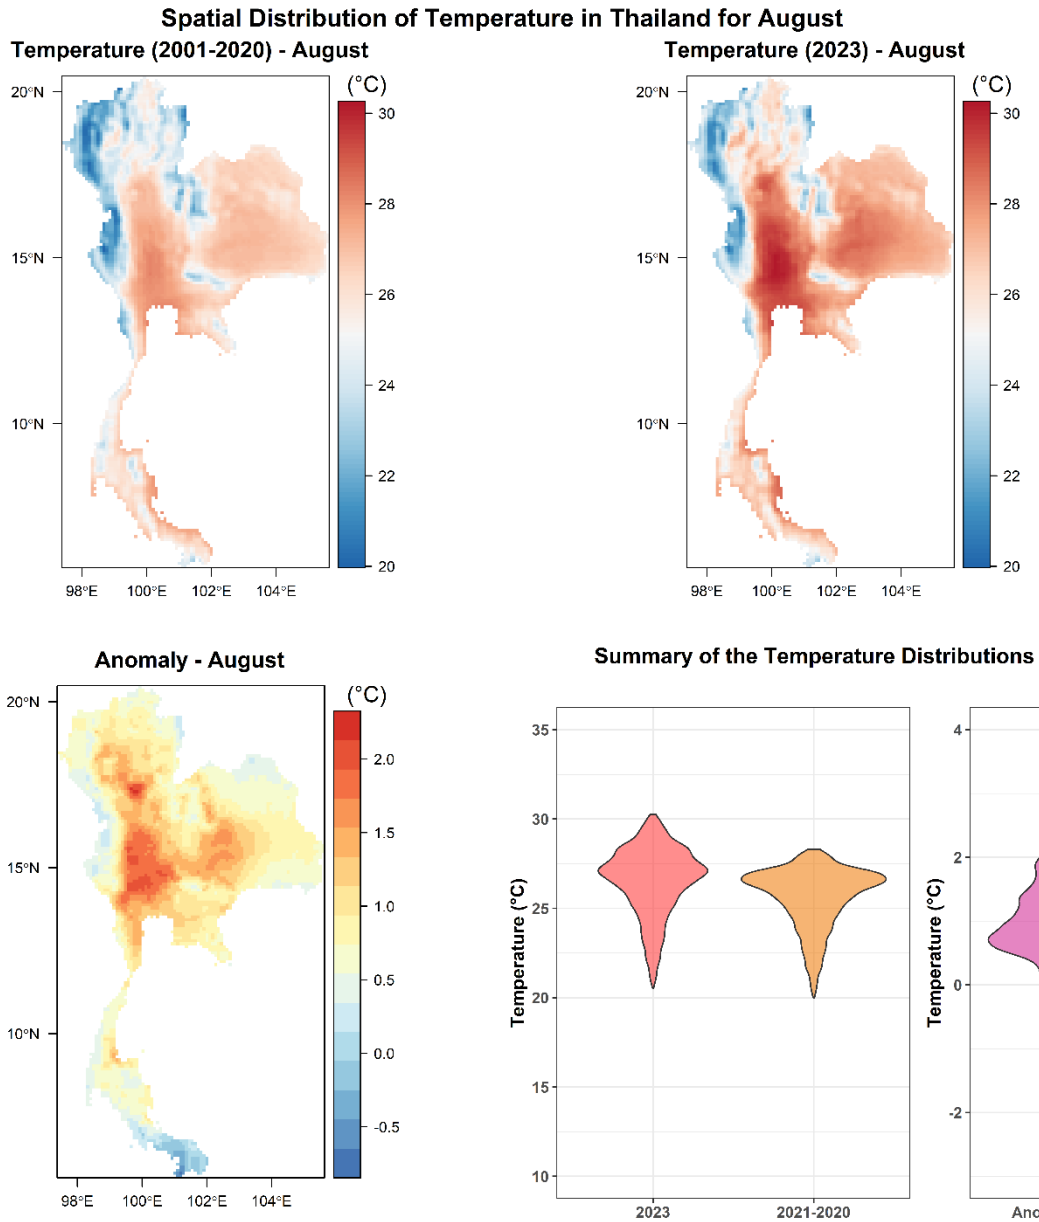 Spatial Distribution of Temperature in Thailand for August
Temperature (2001-2020) - August
Temperature (2023) - August
(°C)
20°N
15°N
10°N
98°E 100°E 102°E 104°E
30
28
26
24
22
20
(°C)
20°N
15°N
10°N
98°E 100°E 102°E 104°E
30
28
26
24
22
20
Anomaly - August
(°C)
20°N
15°N
10°N
98°E 100°E 102°E 104°E
2.0
1.5
1.0
0.5
0.0
-0.5
Summary of the Temperature Distributions
Temperature (°C)
35
30
25
20
15
10
2023 2021-2020
Temperature (°C)
4
2
0
-2
Ano